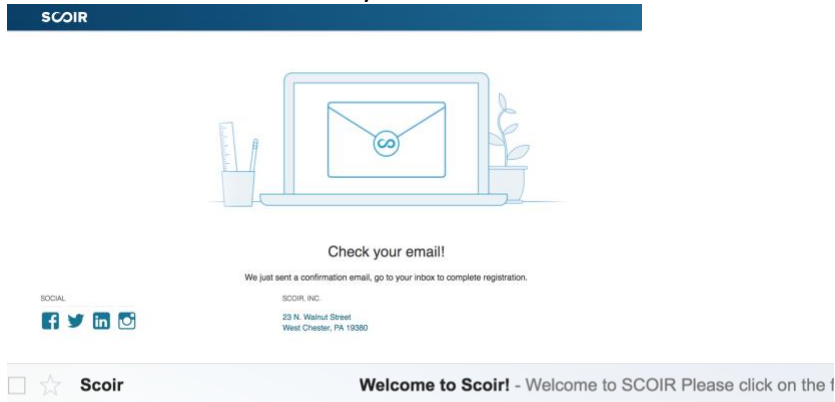 SCOIR
Check your email!
We just sent a confirmation email, go to your inbox to complete registration.
SOCIAL
SCOIR, INC.
23 N. Walnut Street
West Chester, PA 19380
Scoir Welcome to Scoir! - Welcome to SCOIR Please click on the